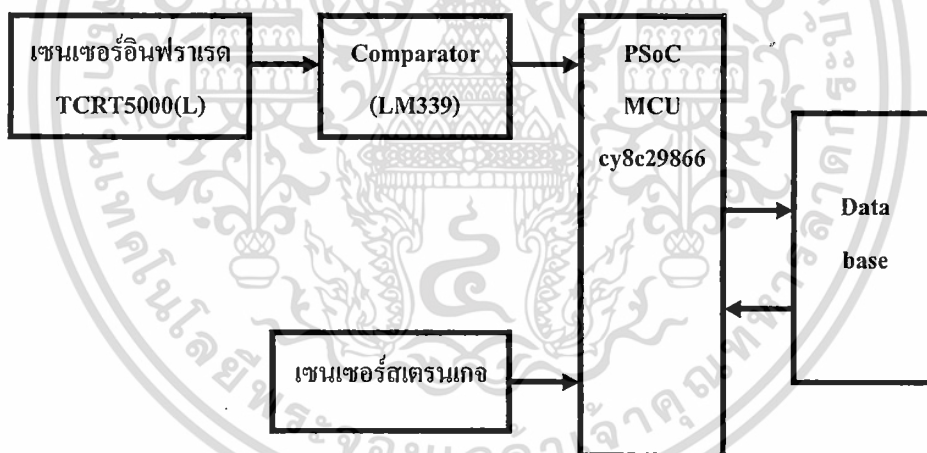 เซนเซอร์อินฟราเรด
TCRT5000(L)
Comparator
(LM339)
PSoC
MCU
cy8c29866
Data
base
เซนเซอร์สเตรนเกจ